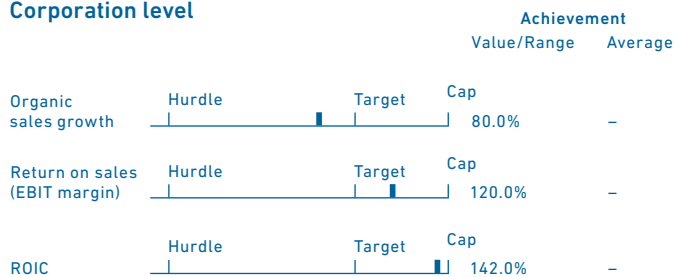 Corporation level
Achievement
Value/Range Average
Organic
sales growth
Hurdle Target Cap
80.0% –
Return on sales
(EBIT margin)
Hurdle Target Cap
120.0% –
ROIC
Hurdle Target Cap
142.0% –